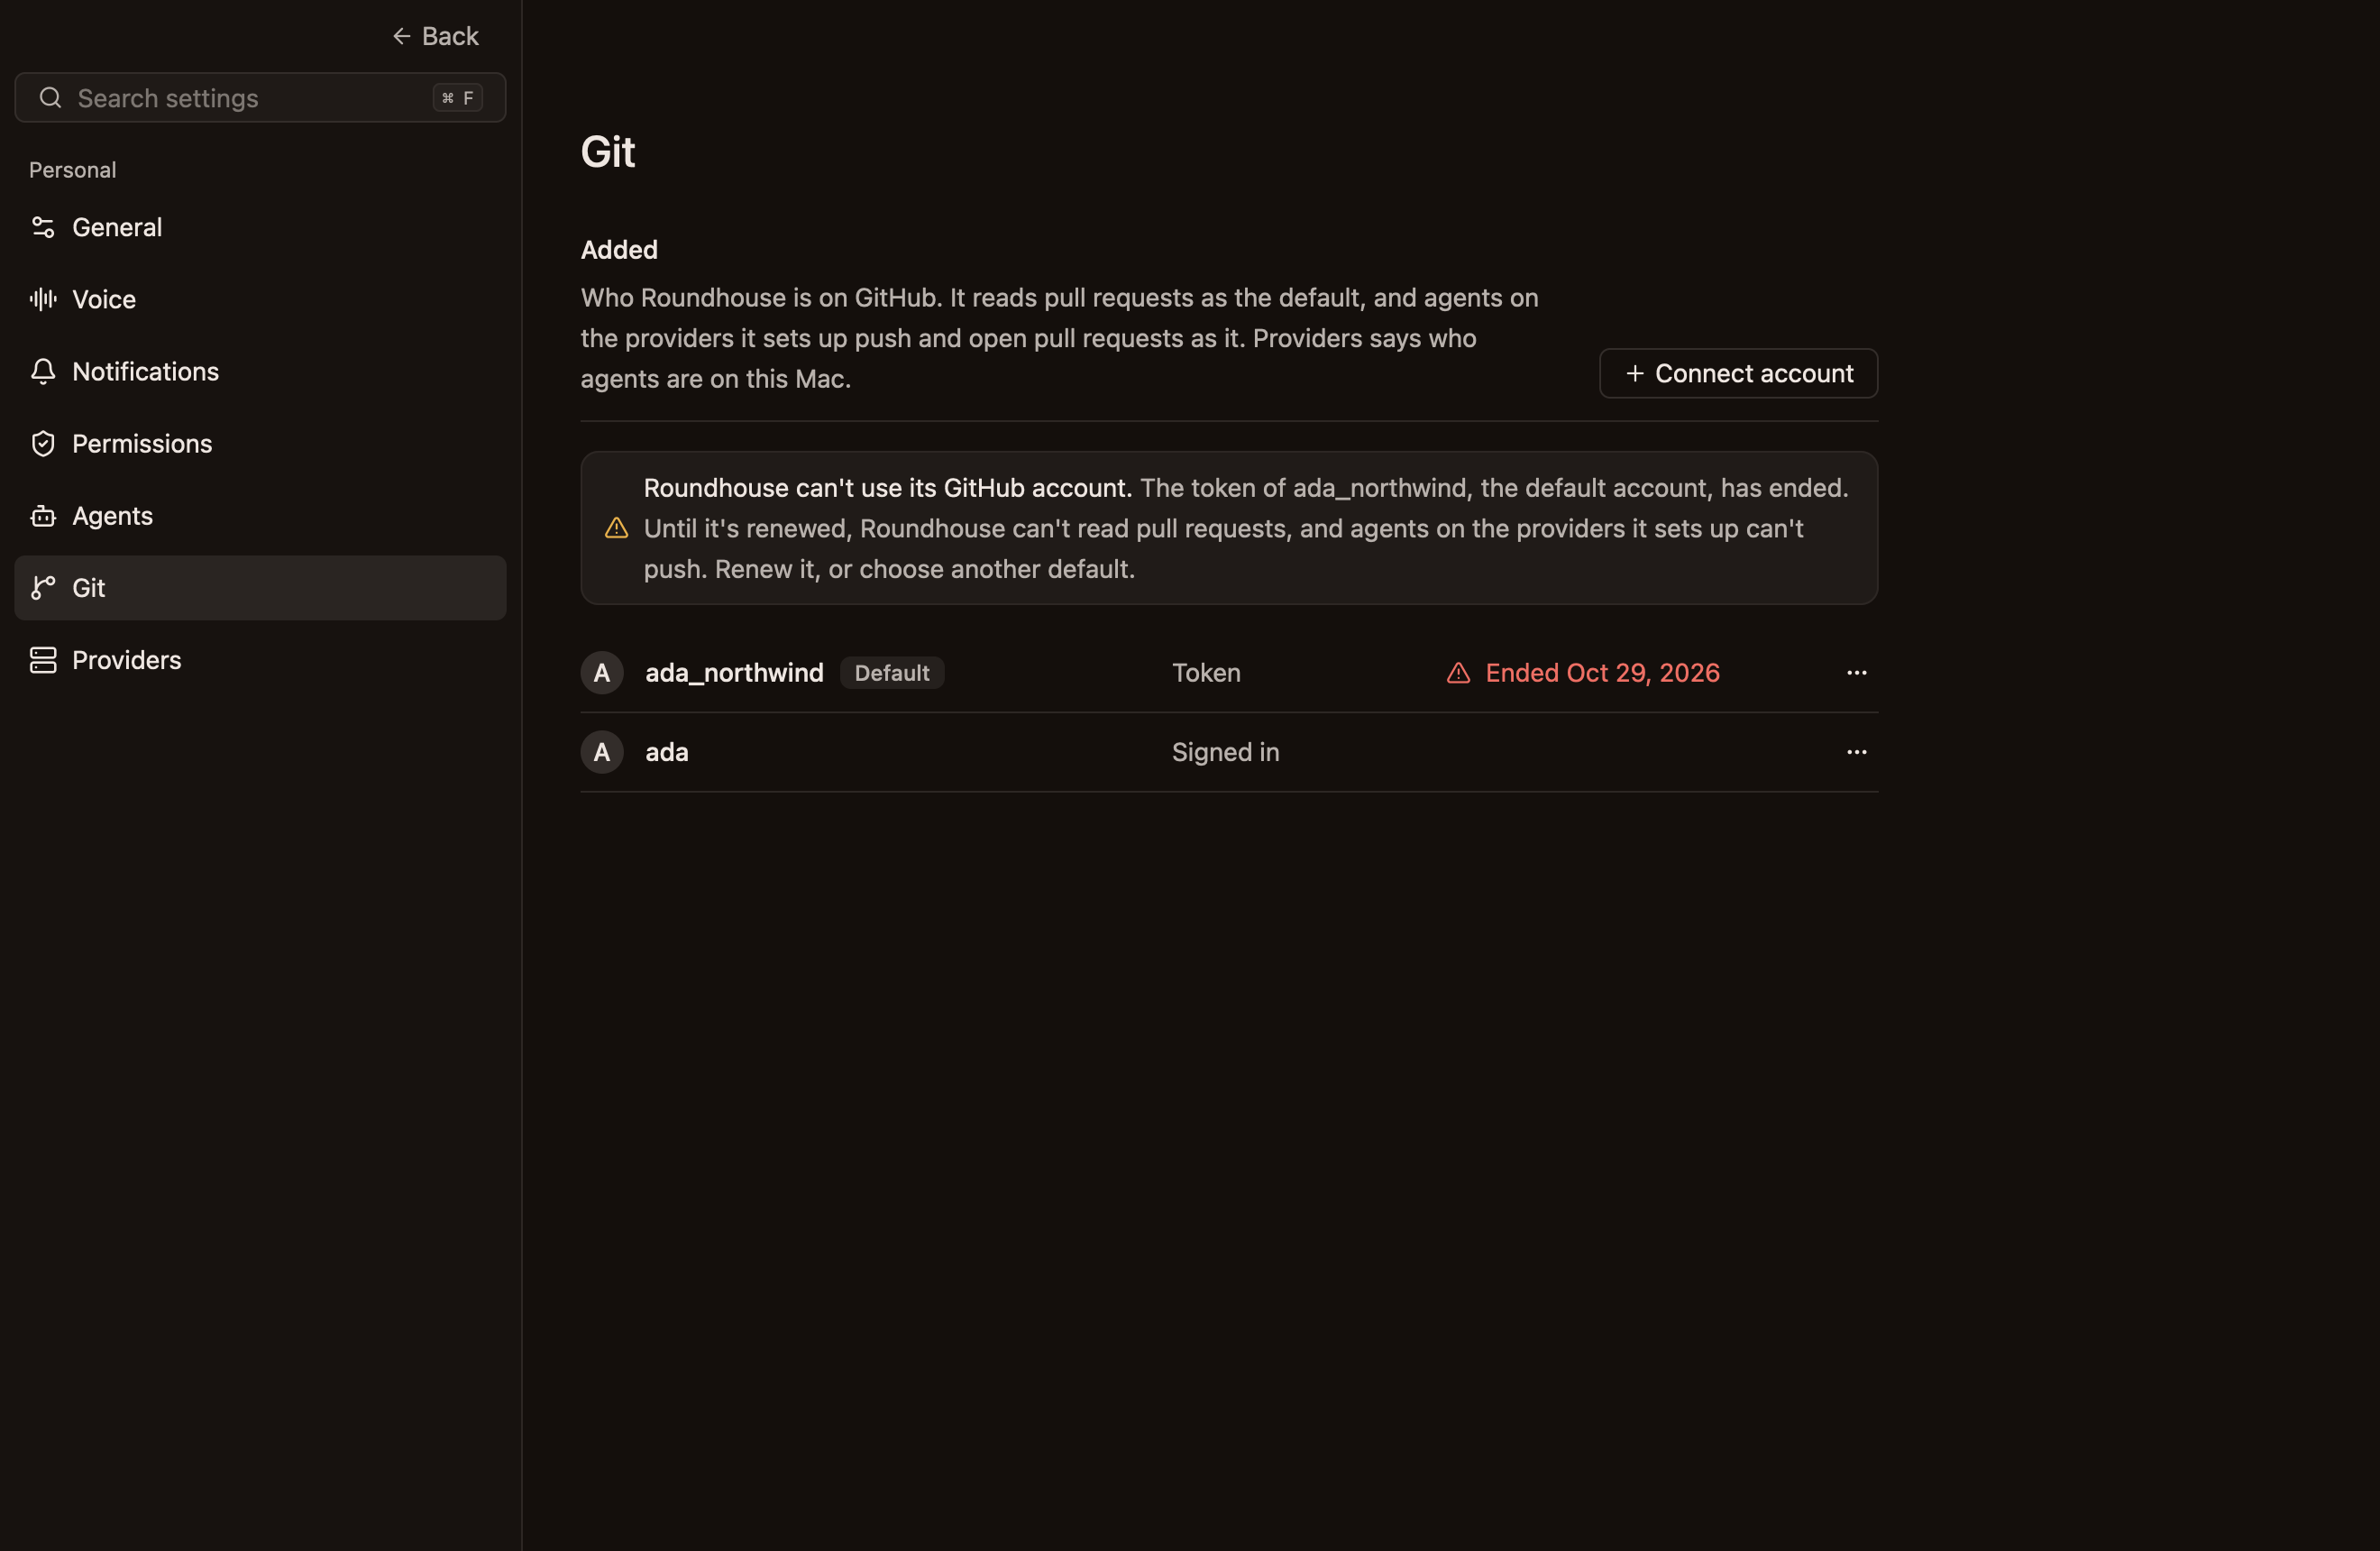 Back
Search settings
⌘ F
Personal
General
Voice
Notifications
Permissions
Agents
Git
Providers
Git
Added
Who Roundhouse is on GitHub. It reads pull requests as the default, and agents on
the providers it sets up push and open pull requests as it. Providers says who
agents are on this Mac.
Connect account
Roundhouse can't use its GitHub account. The token of ada_northwind, the default account, has ended.
Until it's renewed, Roundhouse can't read pull requests, and agents on the providers it sets up can't
push. Renew it, or choose another default.
A ada_northwind Default Token Ended Oct 29, 2026
A ada Signed in